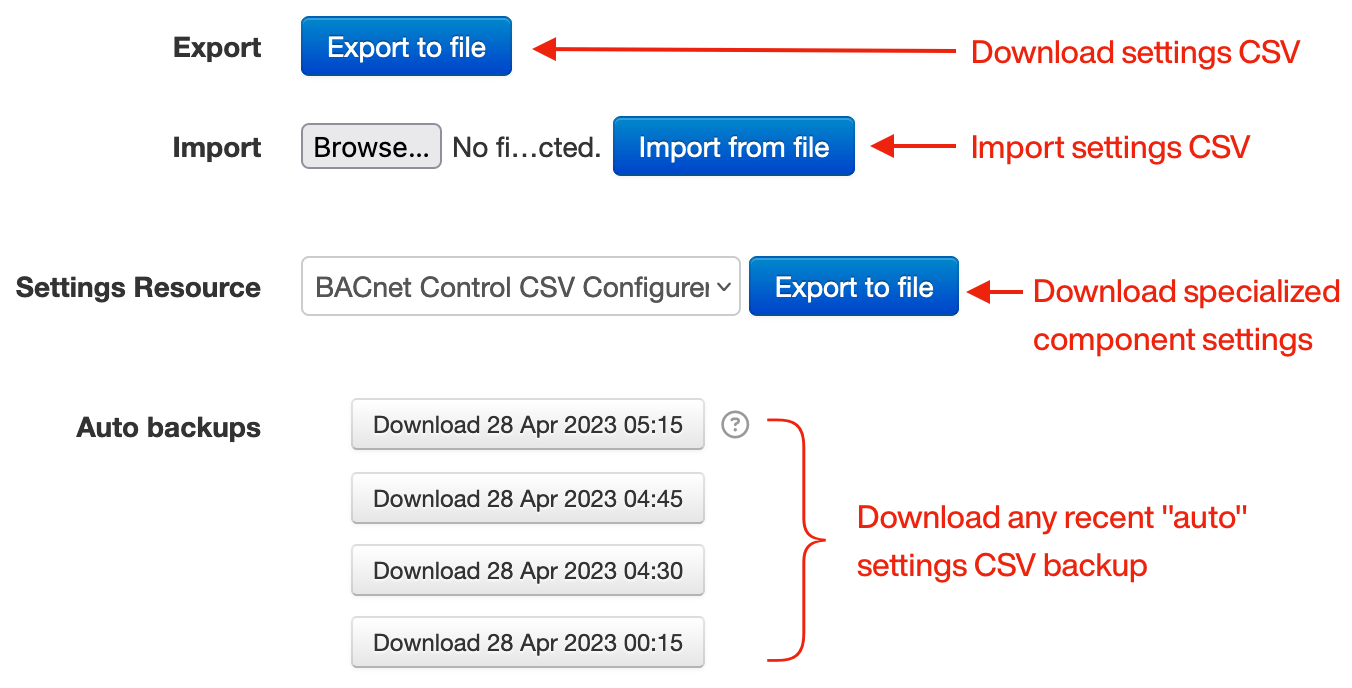 Export Export to file Download settings CSV
Import Browse... No fi...cted. Import from file Import settings CSV
Settings Resource BACnet Control CSV Configurer Export to file Download specialized
component settings
Auto backups Download 28 Apr 2023 05:15 ?
Download 28 Apr 2023 04:45
Download any recent "auto"
settings CSV backup
Download 28 Apr 2023 04:30
Download 28 Apr 2023 00:15